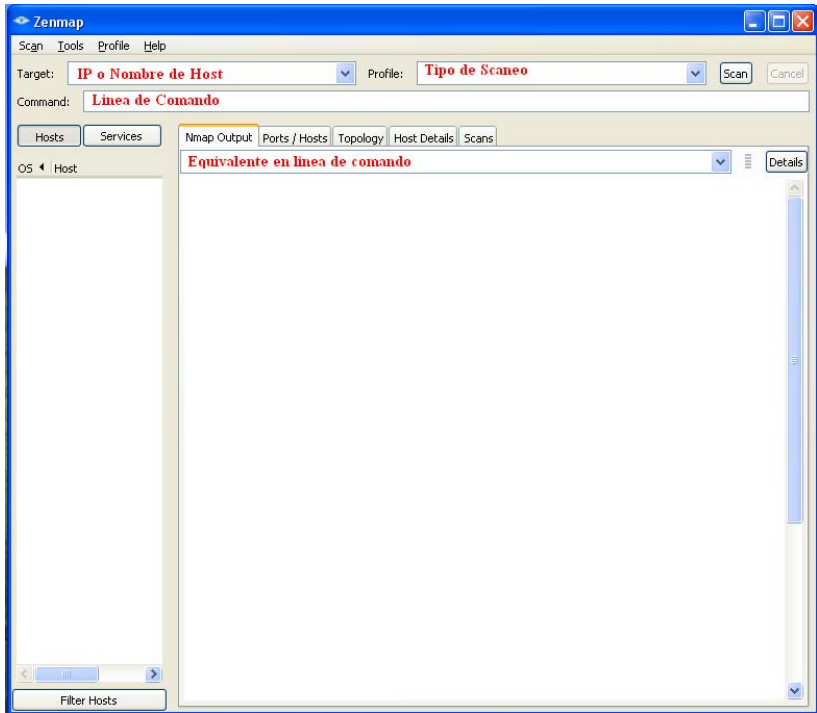 Zenmap
Scan Tools Profile Help
Target: IP o Nombre de Host Profile: Tipo de Scaneo Scan Cancel
Command: Linea de Comando
Hosts Services Nmap Output Ports / Hosts Topology Host Details Scans
OS Host Equivalente en linea de comando Details
Filter Hosts